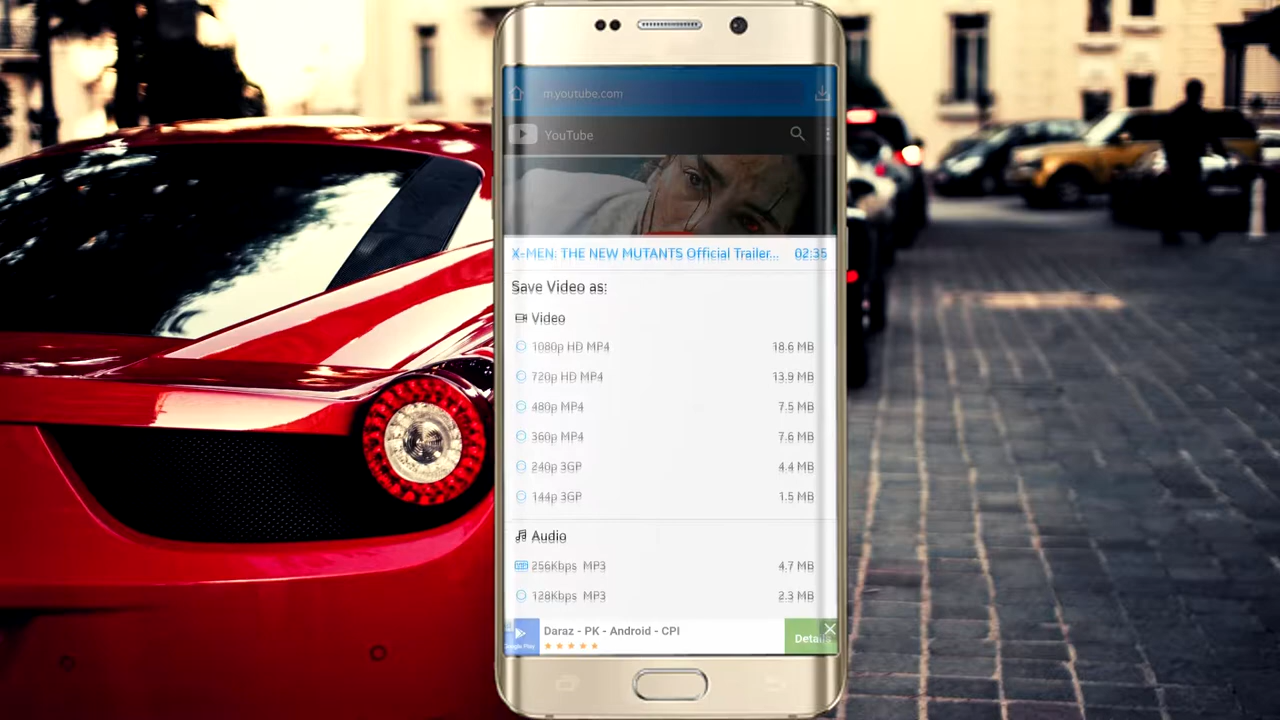 m.youtube.com
YouTube
X-MEN: THE NEW MUTANTS Official Trailer... 02:35
Save Video as:
Video
1080p HD MP4 18.6 MB
720p HD MP4 13.9 MB
480p MP4 7.5 MB
360p MP4 7.6 MB
240p 3GP 4.4 MB
144p 3GP 1.5 MB
Audio
256Kbps MP3 4.7 MB
128Kbps MP3 2.3 MB
Daraz - PK - Android - CPI
Google Play
Details